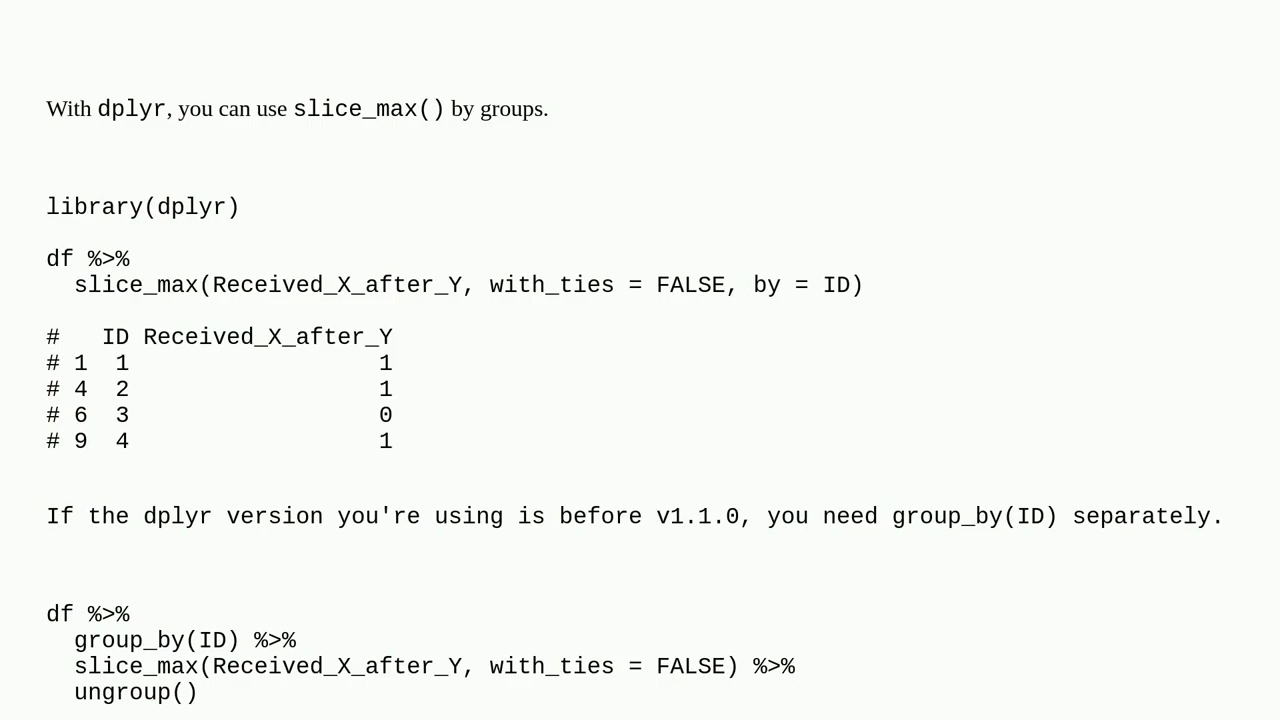 With dplyr, you can use slice_max() by groups.
library(dplyr)
df %>%
  slice_max(Received_X_after_Y, with_ties = FALSE, by = ID)
#   ID Received_X_after_Y
# 1  1                  1
# 4  2                  1
# 6  3                  0
# 9  4                  1
If the dplyr version you're using is before v1.1.0, you need group_by(ID) separately.
df %>%
  group_by(ID) %>%
  slice_max(Received_X_after_Y, with_ties = FALSE) %>%
  ungroup()